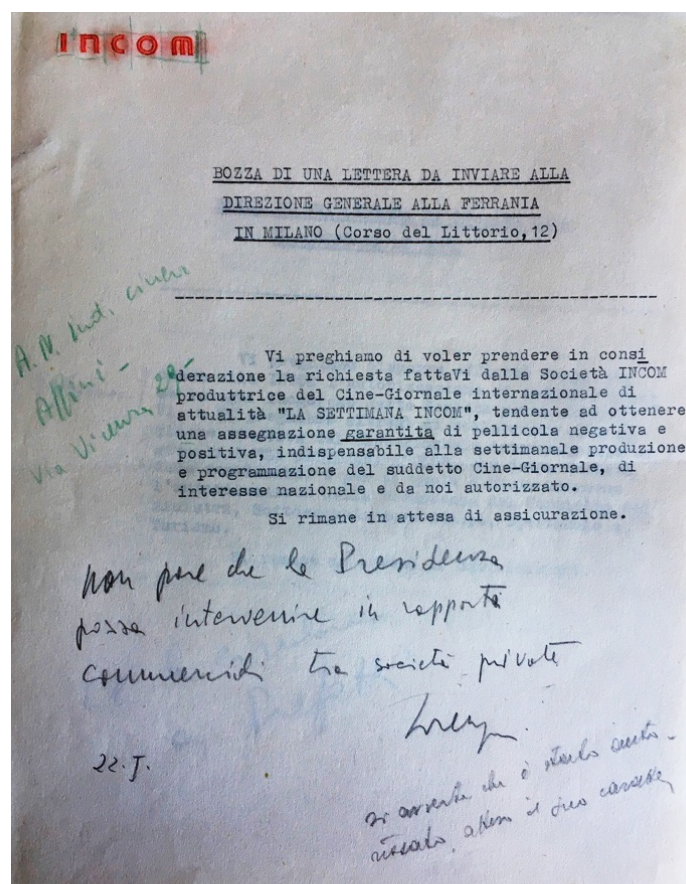 incom
BOZZA DI UNA LETTERA DA INVIARE ALLA
DIREZIONE GENERALE ALLA FERRANIA
IN MILANO (Corso del Littorio,12)
A.N. Ind. cinem
Affini -
Via Vicenza 29-
Vi preghiamo di voler prendere in consi
derazione la richiesta fattaVi dalla Società INCOM
produttrice del Cine-Giornale internazionale di
attualità "LA SETTIMANA INCOM", tendente ad ottenere
una assegnazione garantita di pellicola negativa e
positiva, indispensabile alla settimanale produzione
e programmazione del suddetto Cine-Giornale, di
interesse nazionale e da noi autorizzato.
Si rimane in attesa di assicurazione.
non pare che la Presidenza
possa intervenire in rapporti
commerciali tra società private
22.I.
si avverte che è stato auto-
rizzato, attesa il suo carattere